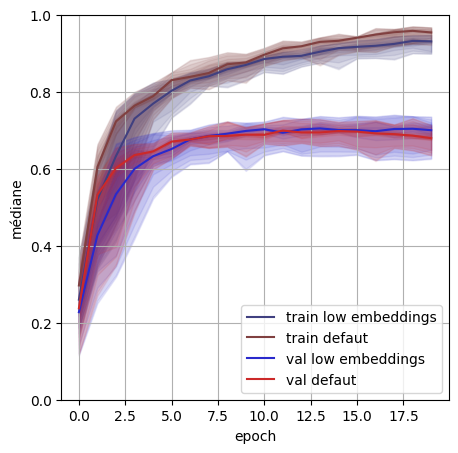 1.0
0.8
0.6
0.4
0.2
0.0
médiane
0.0 2.5 5.0 7.5 10.0 12.5 15.0 17.5
epoch
train low embeddings
train defaut
val low embeddings
val defaut